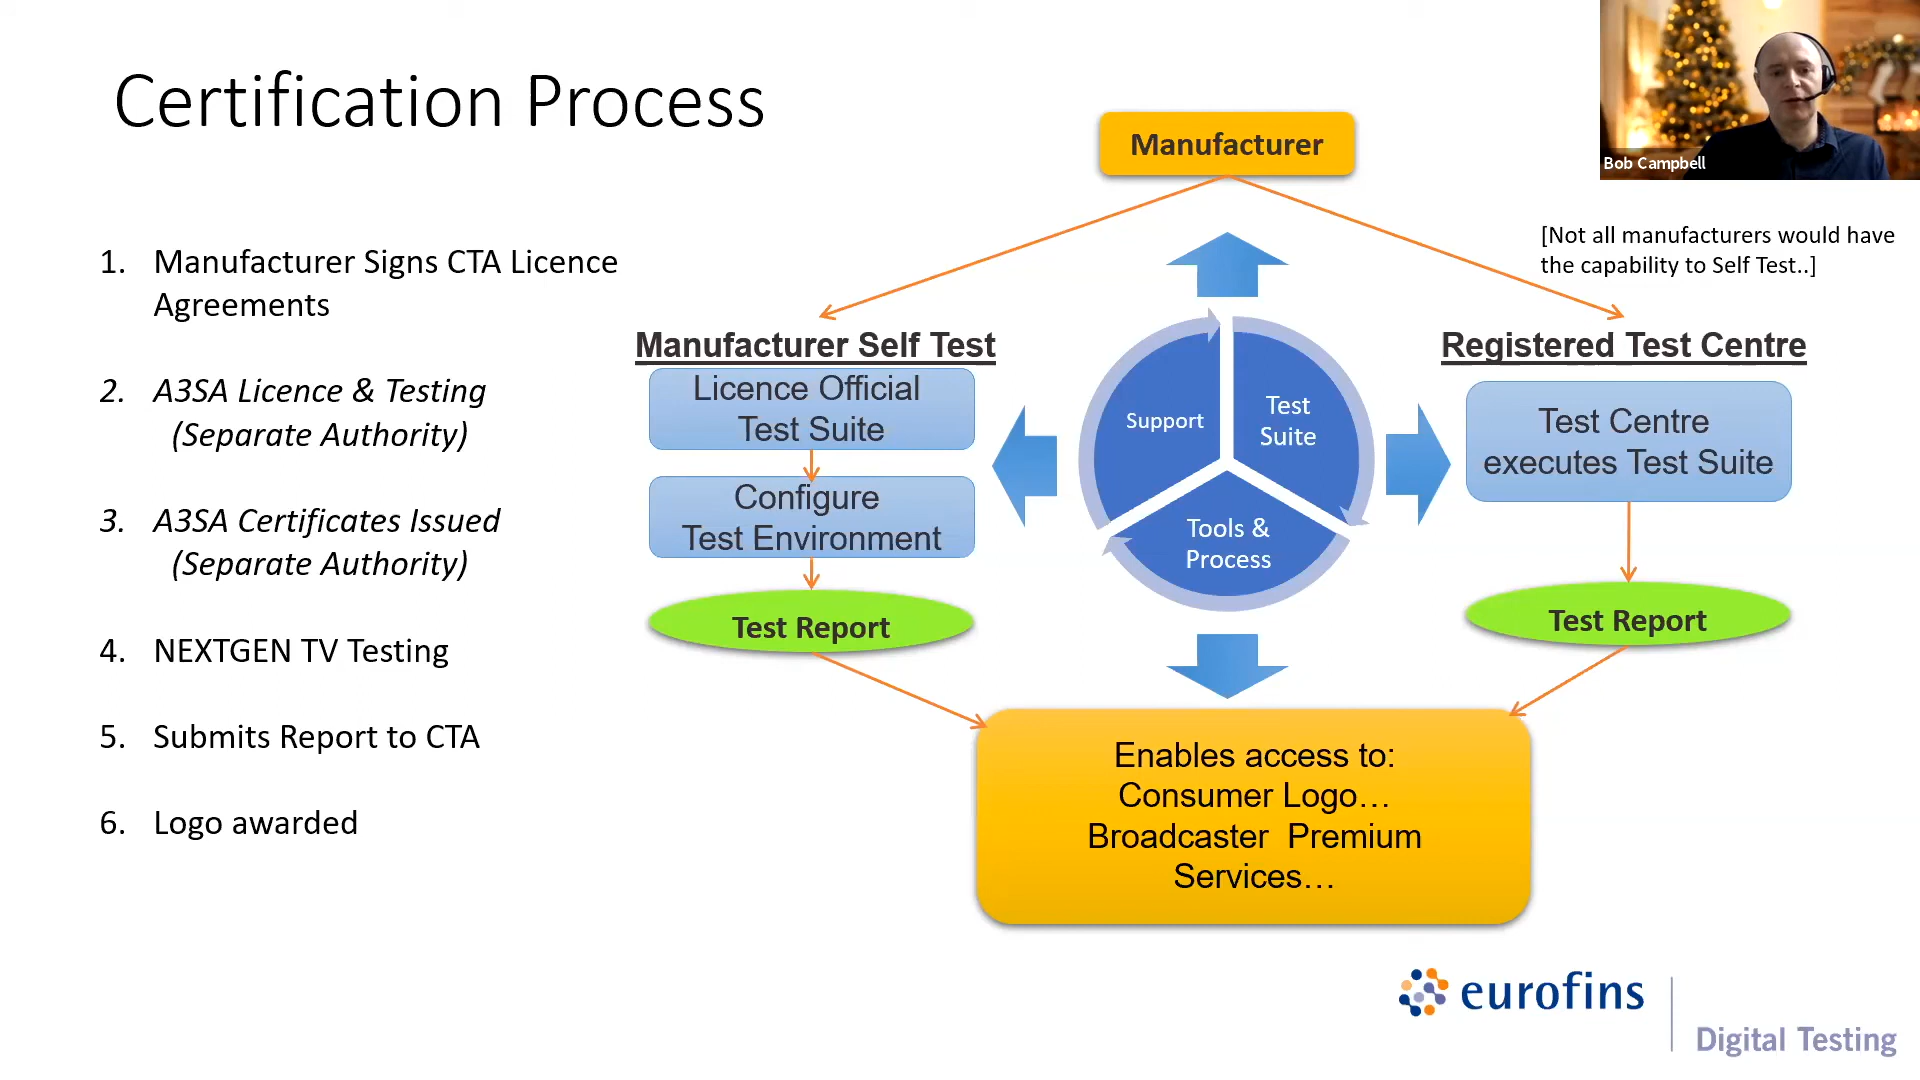 Certification Process
Manufacturer
Bob Campbell
[Not all manufacturers would have
the capability to Self Test..]
1. Manufacturer Signs CTA Licence
Agreements
2. A3SA Licence & Testing
(Separate Authority)
3. A3SA Certificates Issued
(Separate Authority)
4. NEXTGEN TV Testing
5. Submits Report to CTA
6. Logo awarded
Manufacturer Self Test
Licence Official
Test Suite
Configure
Test Environment
Test Report
Support
Test
Suite
Tools &
Process
Registered Test Centre
Test Centre
executes Test Suite
Test Report
Enables access to:
Consumer Logo…
Broadcaster  Premium
Services…
eurofins
Digital Testing